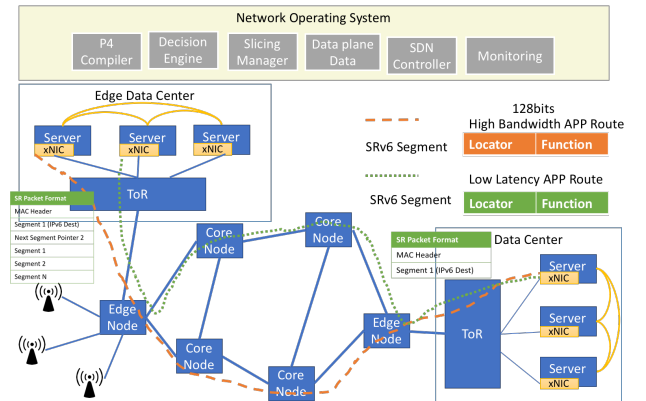 Network Operating System
P4
Compiler
Decision
Engine
Slicing
Manager
Data plane
Data
SDN
Controller
Monitoring
Edge Data Center
Server
xNIC
Server
xNIC
Server
xNIC
ToR
128bits
High Bandwidth APP Route
SRv6 Segment
Locator
Function
Low Latency APP Route
SRv6 Segment
Locator
Function
SR Packet Format
MAC Header
Segment 1 (IPv6 Dest)
Next Segment Pointer 2
Segment 1
Segment 2
Segment N
Core
Node
Core
Node
SR Packet Format
MAC Header
Segment 1 (IPv6 Dest)
Data Center
Server
xNIC
Server
xNIC
Server
xNIC
ToR
Edge
Node
Edge
Node
Core
Node
Core
Node